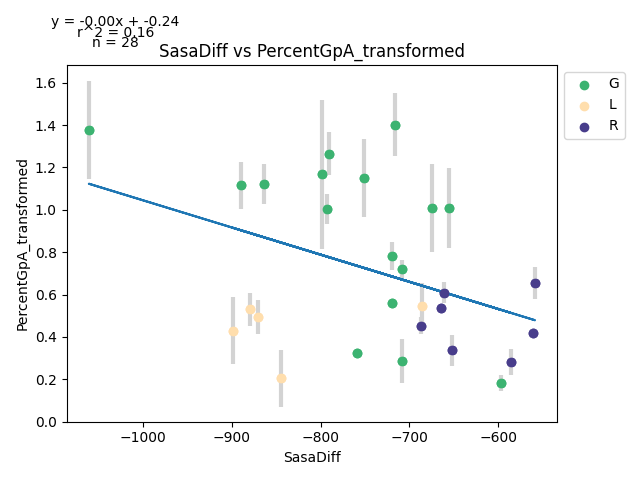 y = -0.00x + -0.24
r^2 = 0.16
n = 28
SasaDiff vs PercentGpA_transformed
1.6
1.4
1.2
1.0
0.8
0.6
0.4
0.2
0.0
PercentGpA_transformed
−1000 −900 −800 −700 −600
SasaDiff
G
L
R